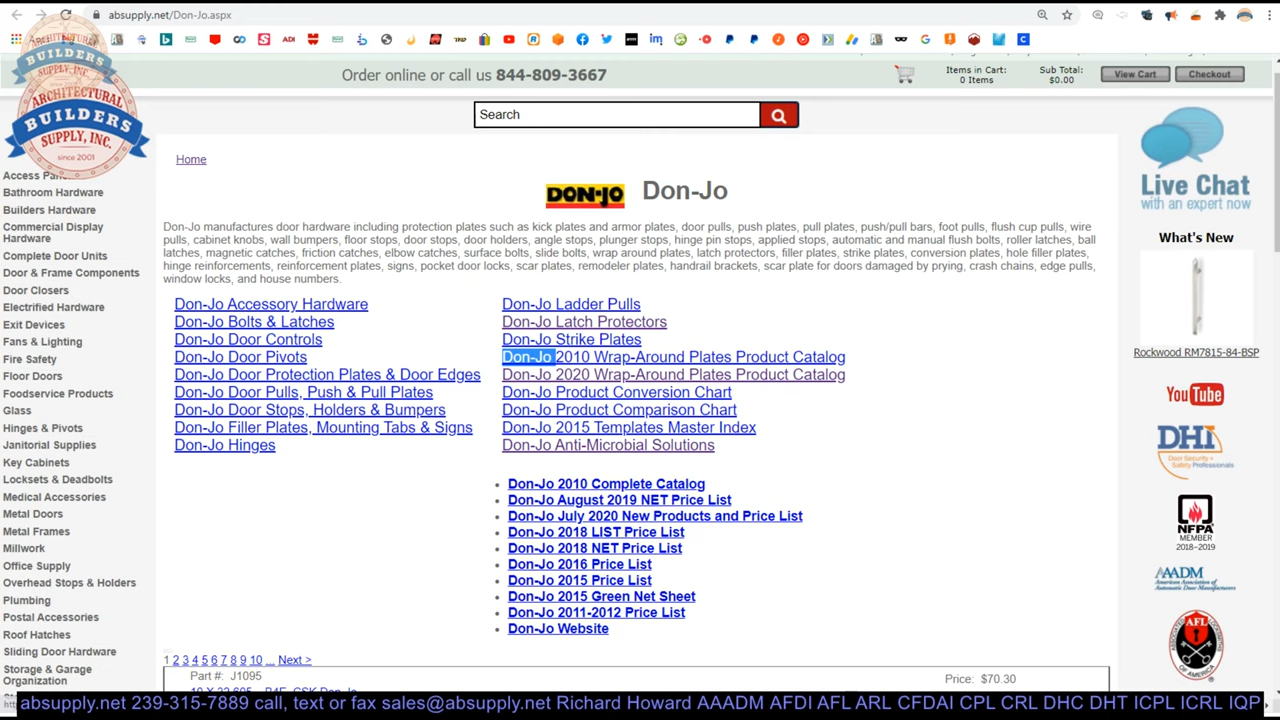 absupply.net/Don-Jo.aspx
ARCHITECTURAL
BUILDERS
SUPPLY, INC.
since 2001
Order online or call us 844-809-3667
Items in Cart:
0 Items
Sub Total:
$0.00
View Cart
Checkout
Search
Home
DON-JO
Don-Jo
Don-Jo manufactures door hardware including protection plates such as kick plates and armor plates, door pulls, push plates, pull plates, push/pull bars, foot pulls, flush cup pulls, wire
pulls, cabinet knobs, wall bumpers, floor stops, door stops, door holders, angle stops, plunger stops, hinge pin stops, applied stops, automatic and manual flush bolts, roller latches, ball
latches, magnetic catches, friction catches, elbow catches, surface bolts, slide bolts, wrap around plates, latch protectors, filler plates, strike plates, conversion plates, hole filler plates,
hinge reinforcements, reinforcement plates, signs, pocket door locks, scar plates, remodeler plates, handrail brackets, scar plate for doors damaged by prying, crash chains, edge pulls,
window locks, and house numbers.
Don-Jo Accessory Hardware
Don-Jo Bolts & Latches
Don-Jo Door Controls
Don-Jo Door Pivots
Don-Jo Door Protection Plates & Door Edges
Don-Jo Door Pulls, Push & Pull Plates
Don-Jo Door Stops, Holders & Bumpers
Don-Jo Filler Plates, Mounting Tabs & Signs
Don-Jo Hinges
Don-Jo Ladder Pulls
Don-Jo Latch Protectors
Don-Jo Strike Plates
Don-Jo 2010 Wrap-Around Plates Product Catalog
Don-Jo 2020 Wrap-Around Plates Product Catalog
Don-Jo Product Conversion Chart
Don-Jo Product Comparison Chart
Don-Jo 2015 Templates Master Index
Don-Jo Anti-Microbial Solutions
Don-Jo 2010 Complete Catalog
Don-Jo August 2019 NET Price List
Don-Jo July 2020 New Products and Price List
Don-Jo 2018 LIST Price List
Don-Jo 2018 NET Price List
Don-Jo 2016 Price List
Don-Jo 2015 Price List
Don-Jo 2015 Green Net Sheet
Don-Jo 2011-2012 Price List
Don-Jo Website
1 2 3 4 5 6 7 8 9 10 ... Next >
Part #: J1095
Price: $70.30
Bathroom Hardware
Builders Hardware
Commercial Display
Hardware
Complete Door Units
Door & Frame Components
Door Closers
Electrified Hardware
Exit Devices
Fans & Lighting
Fire Safety
Floor Doors
Foodservice Products
Glass
Hinges & Pivots
Janitorial Supplies
Key Cabinets
Locksets & Deadbolts
Medical Accessories
Metal Doors
Metal Frames
Millwork
Office Supply
Overhead Stops & Holders
Plumbing
Postal Accessories
Roof Hatches
Sliding Door Hardware
Storage & Garage
Organization
Live Chat
with an expert now
What's New
Rockwood RM7815-84-BSP
YouTube
DHI
Door Security +
Safety Professionals
NFPA
MEMBER
2018-2019
AADM
American Association of
Automatic Door Manufacturers
AFL
absupply.net 239-315-7889 call, text or fax sales@absupply.net Richard Howard AAADM AFDI AFL ARL CFDAI CPL CRL DHC DHT ICPL ICRL IQP